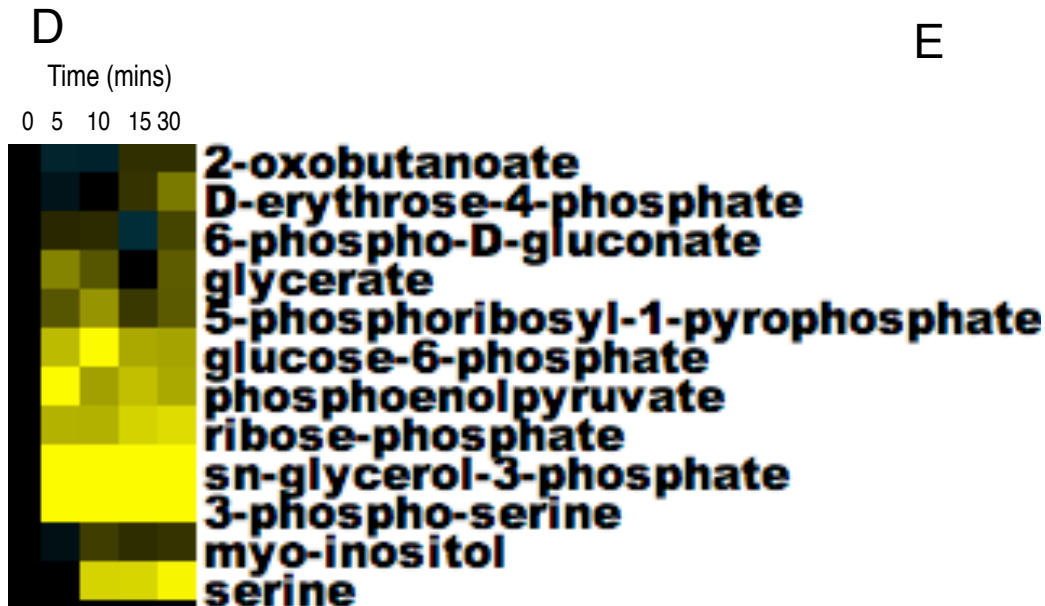 D
E
Time (mins)
0 5 10 15 30
2-oxobutanoate
D-erythrose-4-phosphate
6-phospho-D-gluconate
glycerate
5-phosphoribosyl-1-pyrophosphate
glucose-6-phosphate
phosphoenolpyruvate
ribose-phosphate
sn-glycerol-3-phosphate
3-phospho-serine
myo-inositol
serine